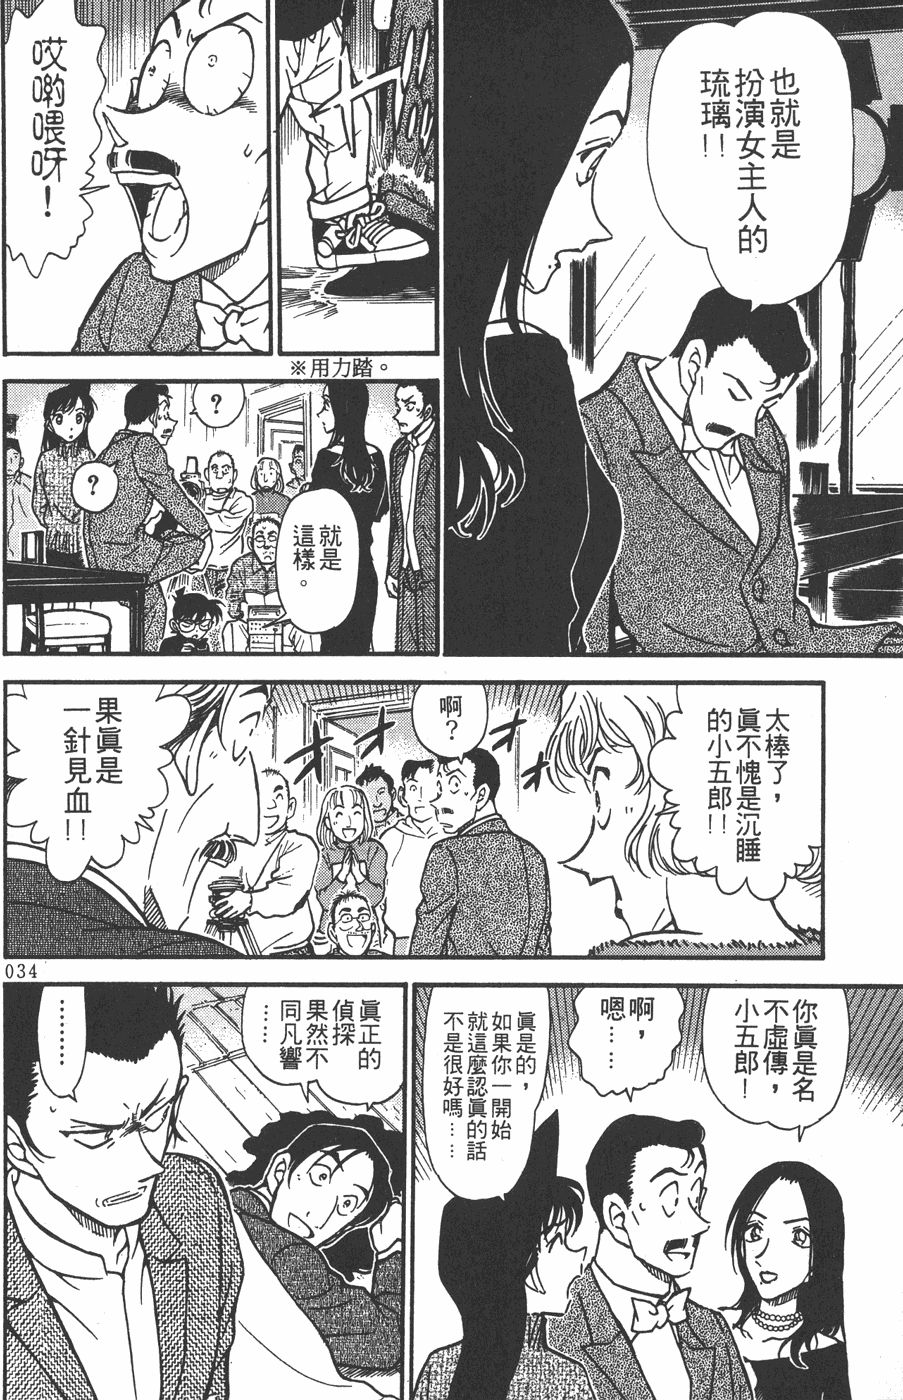 也就是
扮演女主人的
琉璃!!
※用力踏。
哎喲喂呀！
就是
這樣。
？
？
太棒了，
眞不愧是沉睡
的小五郎!!
啊？
果眞是
一針見血!!
034
你眞是名
不虛傳，
小五郎！
啊，
嗯……
眞是的，
如果你一開始
就這麼認眞的話
不是很好嗎……
眞正的
偵探
果然不
同凡響
……
………